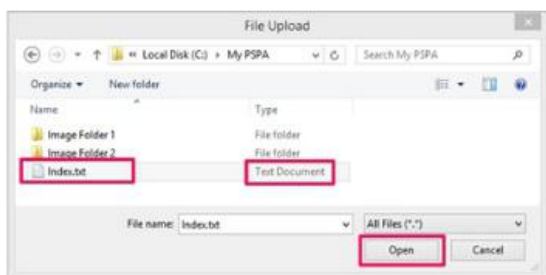 File Upload
Local Disk (C:) ▸ My PSPA
Search My PSPA
Organize ▾ New folder
Name Type
Image Folder 1 File folder
Image Folder 2 File folder
Index.txt Text Document
File name: Index.txt All Files (*.*)
Open Cancel